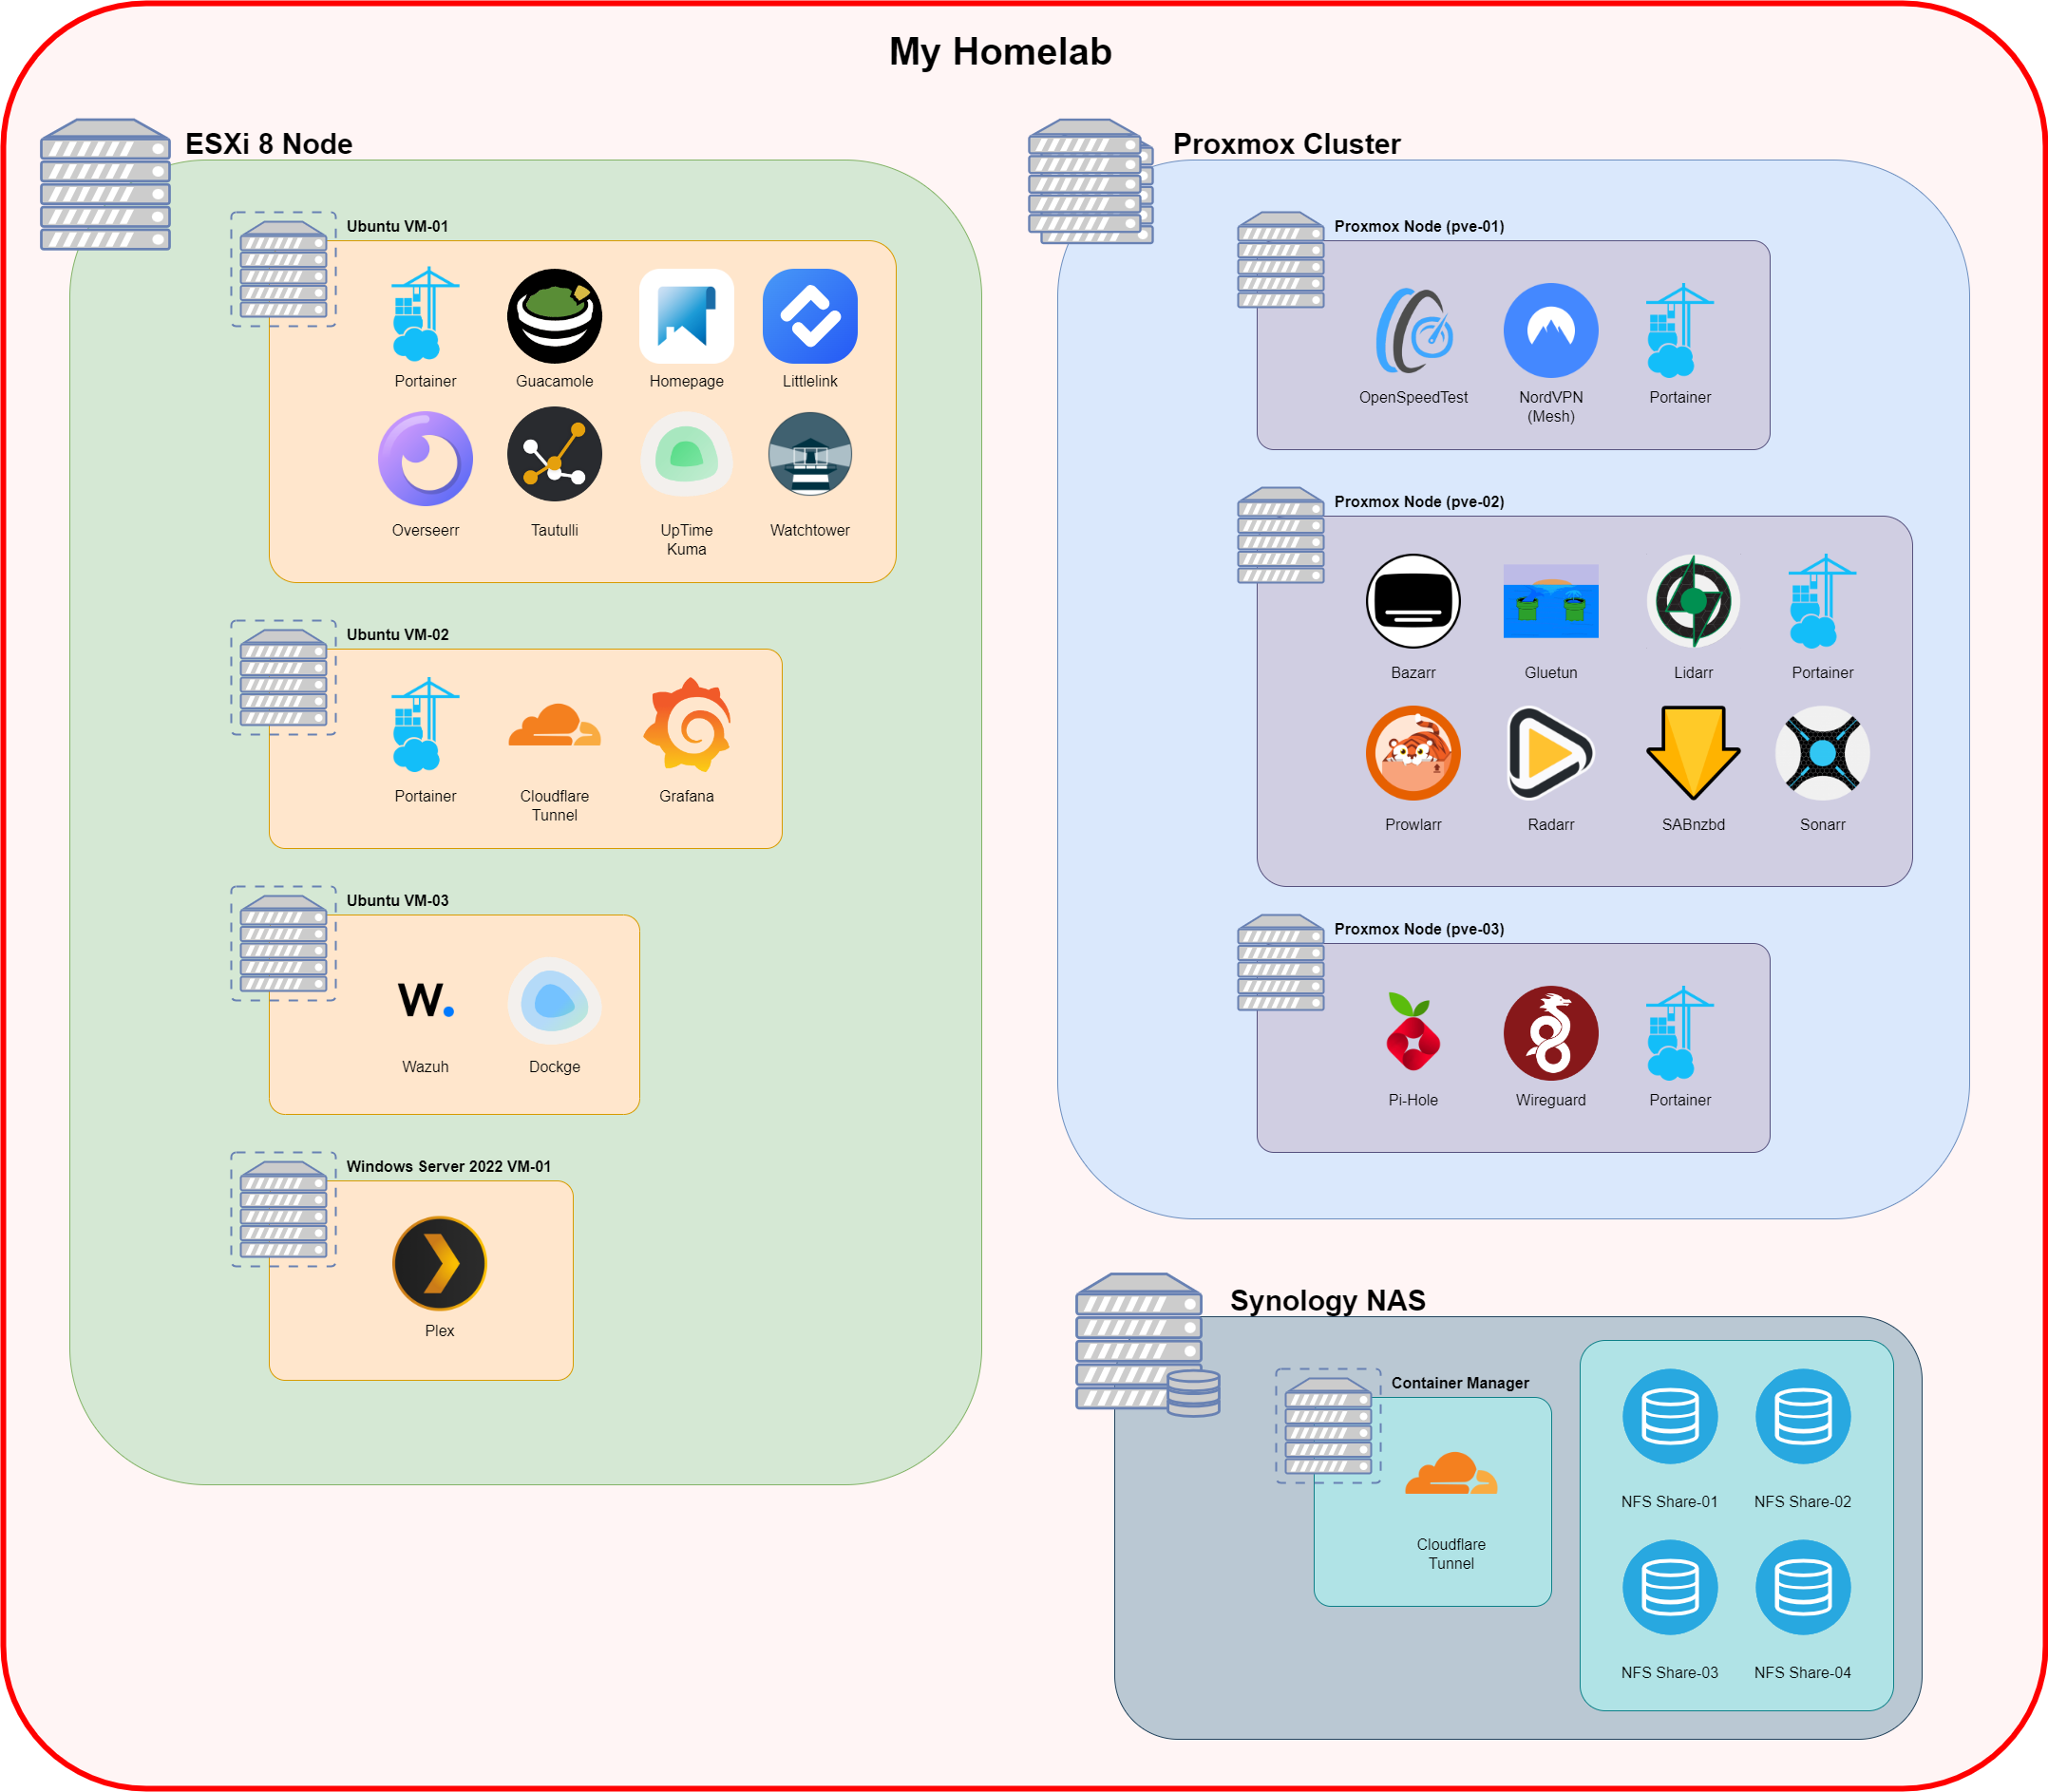 My Homelab
ESXi 8 Node
Ubuntu VM-01
Portainer
Guacamole
Homepage
Littlelink
Overseerr
Tautulli
UpTime
Kuma
Watchtower
Ubuntu VM-02
Portainer
Cloudflare
Tunnel
Grafana
Ubuntu VM-03
W.
Wazuh
Dockge
Windows Server 2022 VM-01
Plex
Proxmox Cluster
Proxmox Node (pve-01)
OpenSpeedTest
NordVPN
(Mesh)
Portainer
Proxmox Node (pve-02)
Bazarr
Gluetun
Lidarr
Portainer
Prowlarr
Radarr
SABnzbd
Sonarr
Proxmox Node (pve-03)
Pi-Hole
Wireguard
Portainer
Synology NAS
Container Manager
Cloudflare
Tunnel
NFS Share-01
NFS Share-02
NFS Share-03
NFS Share-04